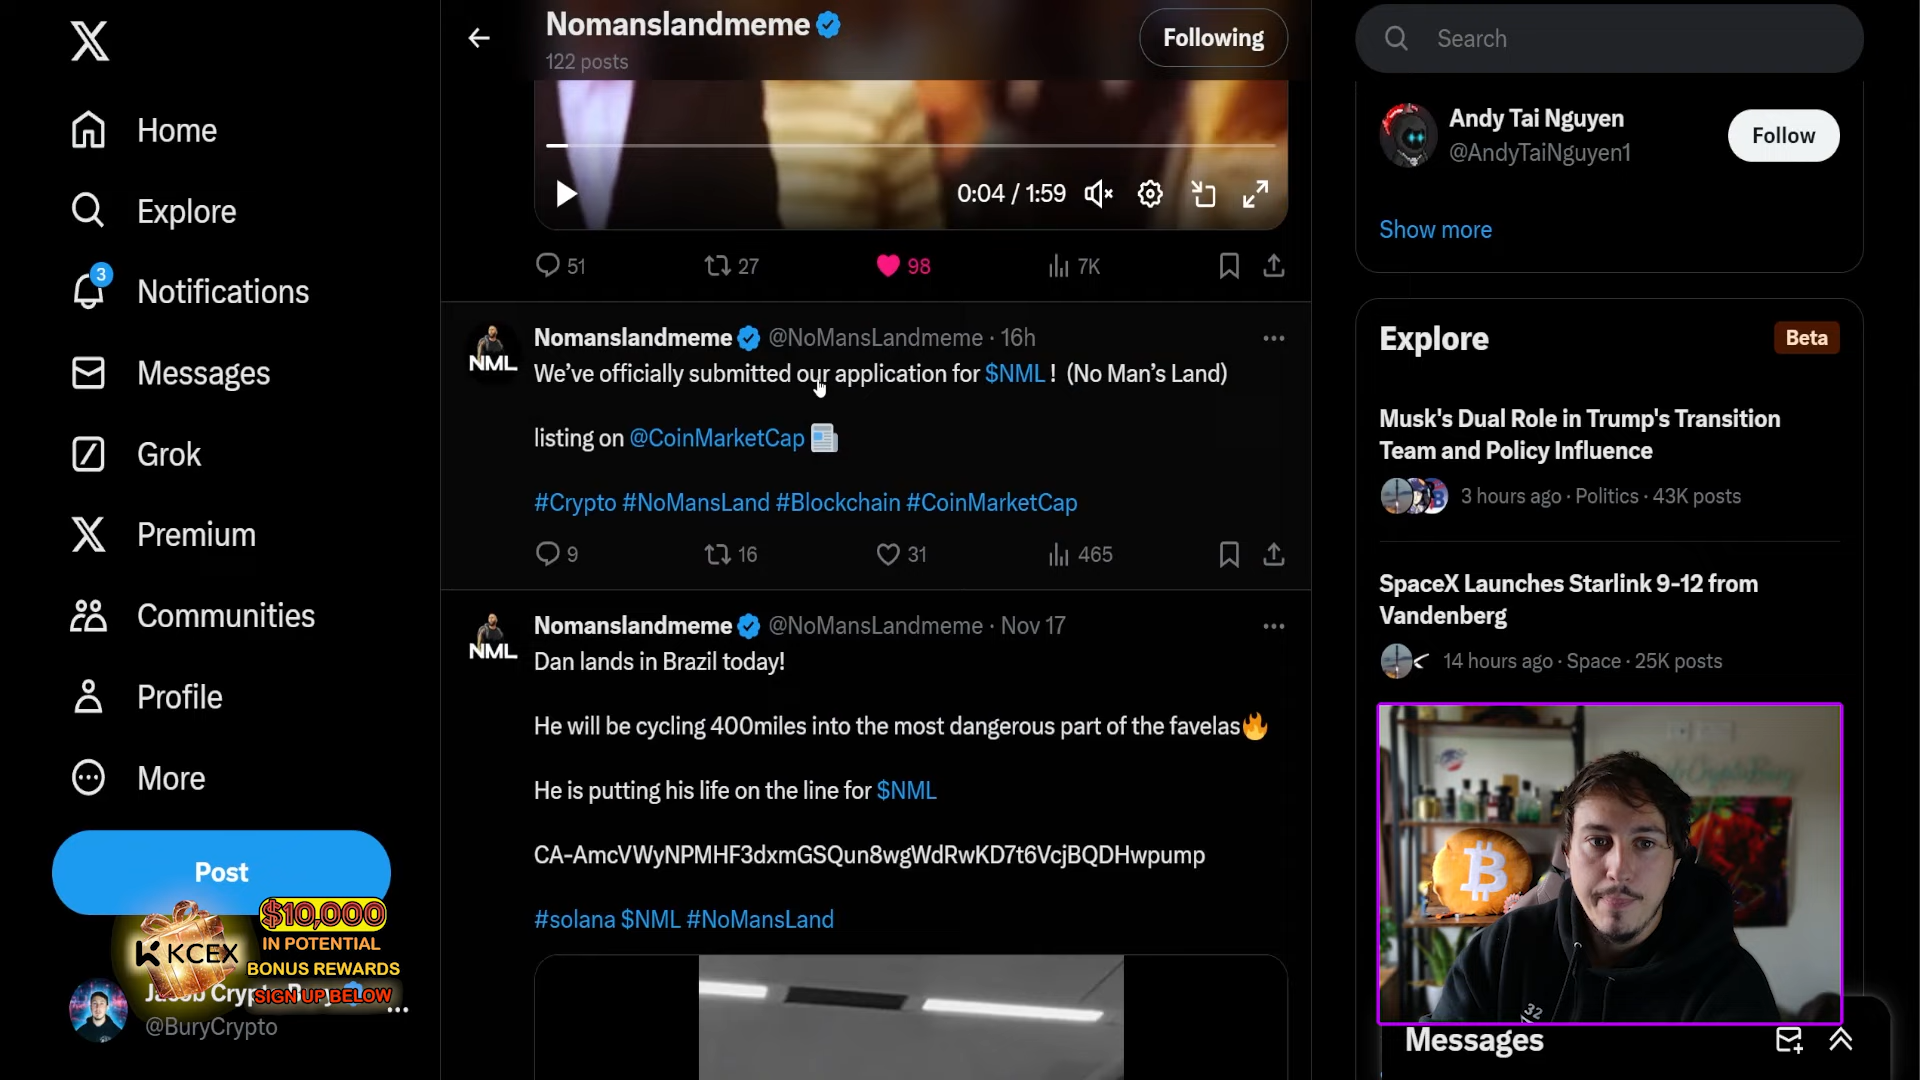 Home
Explore
3
Notifications
Messages
Grok
Premium
Communities
Profile
More
Post
$10,000
KCEX
IN POTENTIAL
BONUS REWARDS
SIGN UP BELOW
@BuryCrypto
Nomanslandmeme
122 posts
Following
0:04 / 1:59
51 27 98 7K
NML
Nomanslandmeme @NoMansLandmeme · 16h
We’ve officially submitted our application for $NML ! (No Man’s Land)
listing on @CoinMarketCap
#Crypto #NoMansLand #Blockchain #CoinMarketCap
9 16 31 465
NML
Nomanslandmeme @NoMansLandmeme · Nov 17
Dan lands in Brazil today!
He will be cycling 400miles into the most dangerous part of the favelas
He is putting his life on the line for $NML
CA-AmcVWyNPMHF3dxmGSQun8wgWdRwKD7t6VcjBQDHwpump
#solana $NML #NoMansLand
Search
Andy Tai Nguyen
@AndyTaiNguyen1
Follow
Show more
Explore
Beta
Musk's Dual Role in Trump's Transition
Team and Policy Influence
3 hours ago · Politics · 43K posts
SpaceX Launches Starlink 9-12 from
Vandenberg
14 hours ago · Space · 25K posts
32
Messages